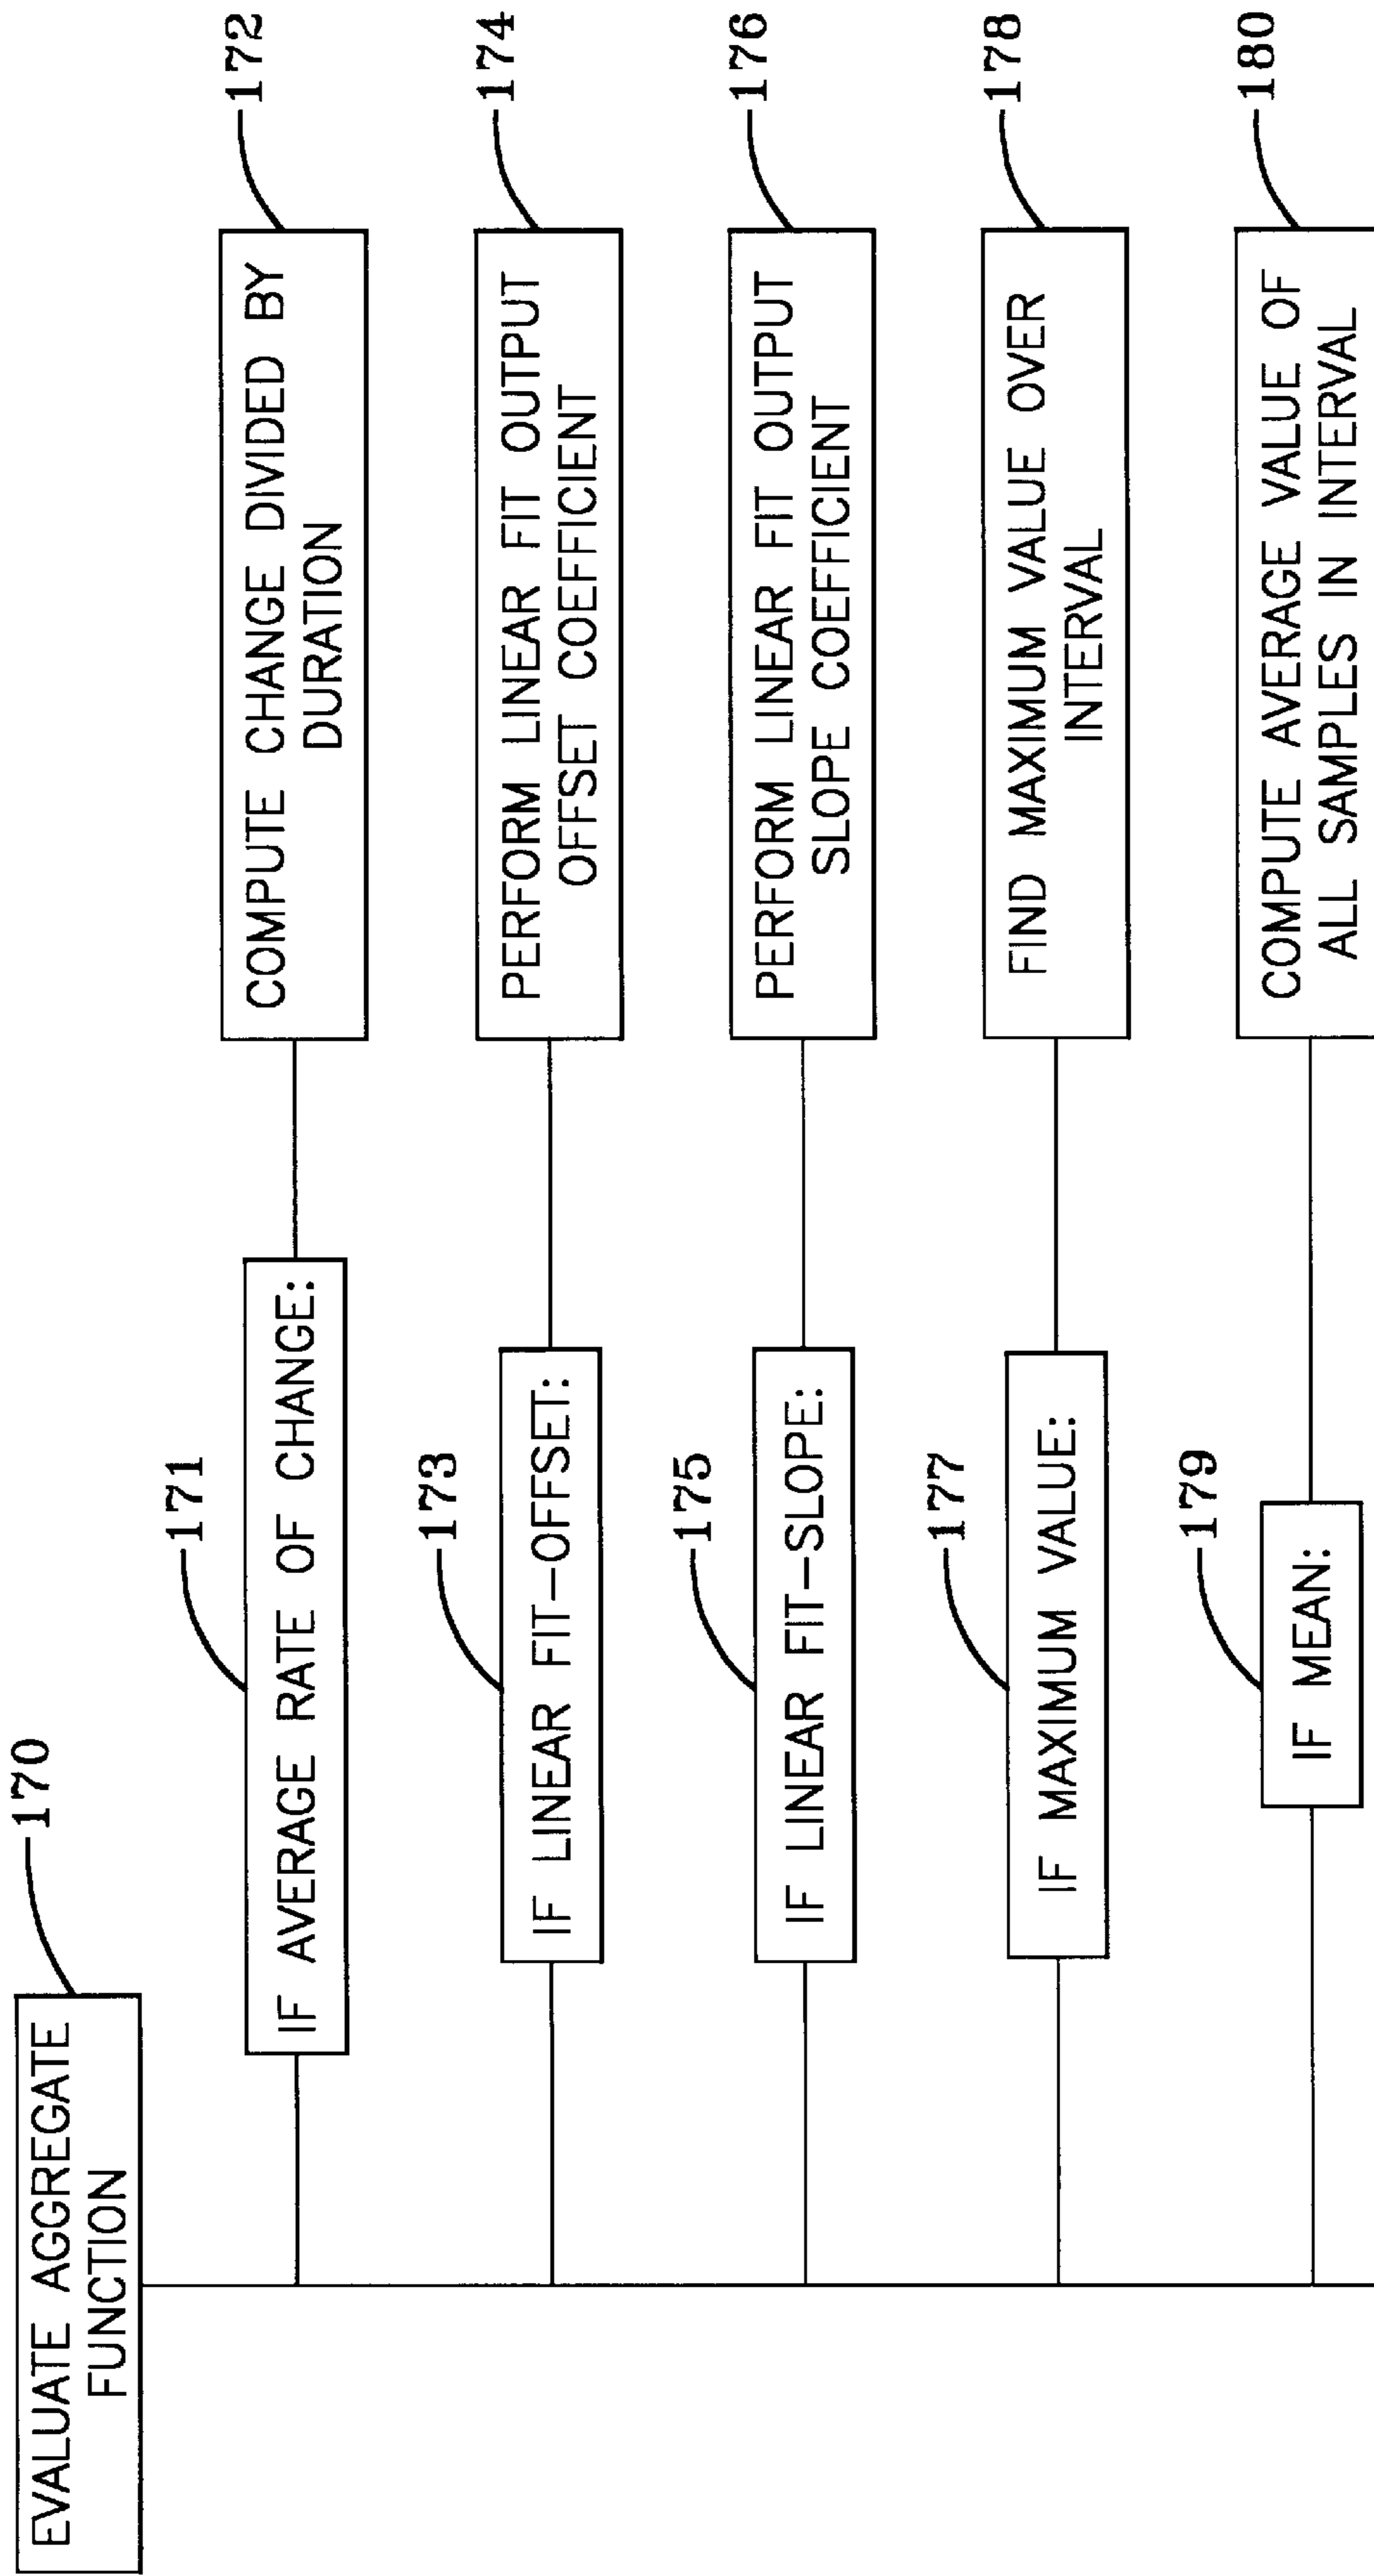 EVALUATE AGGREGATE
FUNCTION
170
171
IF AVERAGE RATE OF CHANGE:
COMPUTE CHANGE DIVIDED BY
DURATION
172
173
IF LINEAR FIT-OFFSET:
PERFORM LINEAR FIT OUTPUT
OFFSET COEFFICIENT
174
175
IF LINEAR FIT-SLOPE:
PERFORM LINEAR FIT OUTPUT
SLOPE COEFFICIENT
176
177
IF MAXIMUM VALUE:
FIND MAXIMUM VALUE OVER
INTERVAL
178
179
IF MEAN:
COMPUTE AVERAGE VALUE OF
ALL SAMPLES IN INTERVAL
180